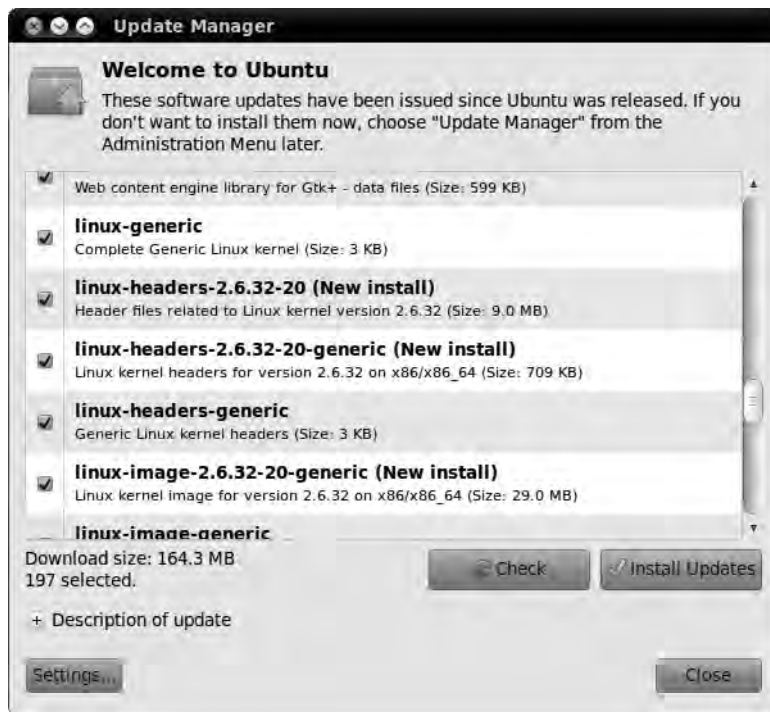 Update Manager
Welcome to Ubuntu
These software updates have been issued since Ubuntu was released. If you
don't want to install them now, choose "Update Manager" from the
Administration Menu later.
Web content engine library for Gtk+ - data files (Size: 599 KB)
linux-generic
Complete Generic Linux kernel (Size: 3 KB)
linux-headers-2.6.32-20 (New install)
Header files related to Linux kernel version 2.6.32 (Size: 9.0 MB)
linux-headers-2.6.32-20-generic (New install)
Linux kernel headers for version 2.6.32 on x86/x86_64 (Size: 709 KB)
linux-headers-generic
Generic Linux kernel headers (Size: 3 KB)
linux-image-2.6.32-20-generic (New install)
Linux kernel image for version 2.6.32 on x86/x86_64 (Size: 29.0 MB)
linux-image-generic
Download size: 164.3 MB
197 selected.
Check
Install Updates
+ Description of update
Settings...
Close